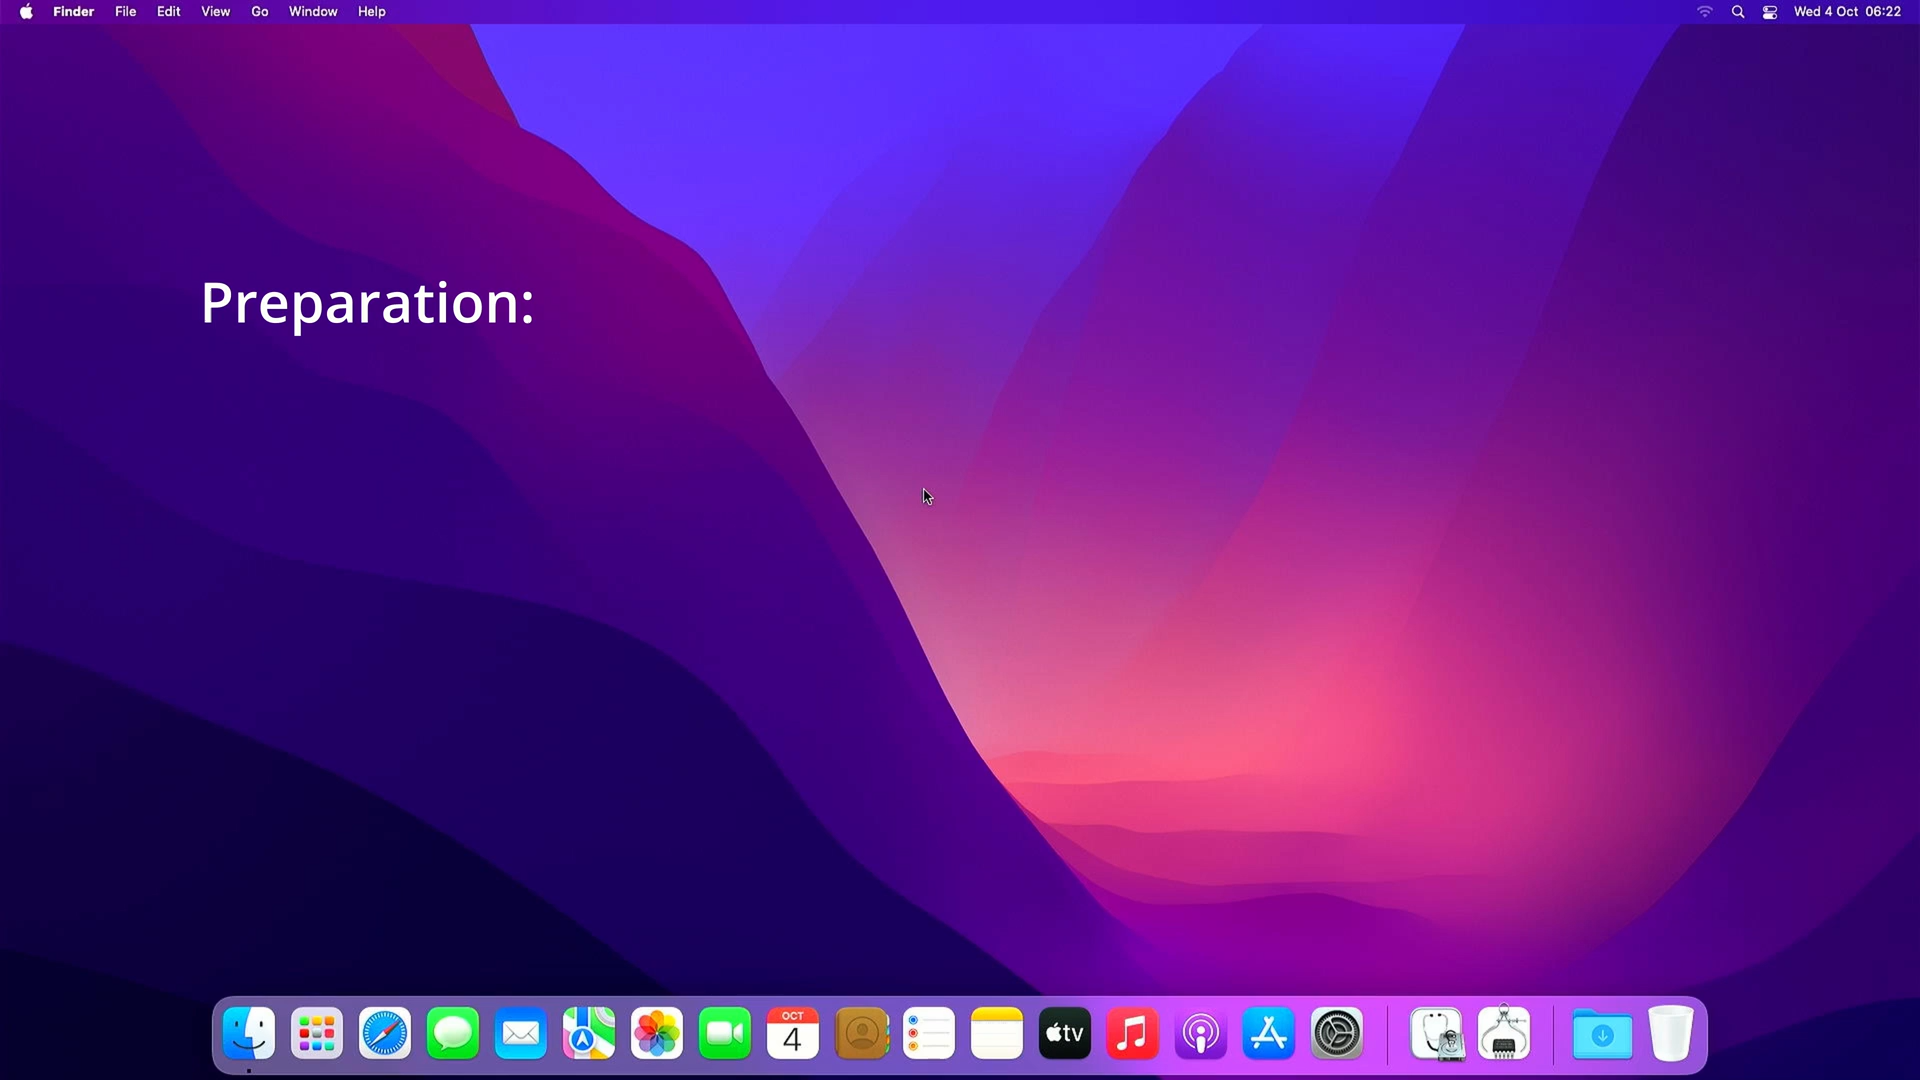 Finder File Edit View Go Window Help Wed 4 Oct 06:22
Preparation:
OCT
4
tv